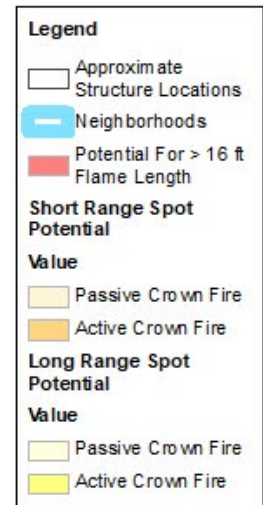 Legend
Approximate
Structure Locations
Neighborhoods
Potential For > 16 ft
Flame Length
Short Range Spot
Potential
Value
Passive Crown Fire
Active Crown Fire
Long Range Spot
Potential
Value
Passive Crown Fire
Active Crown Fire